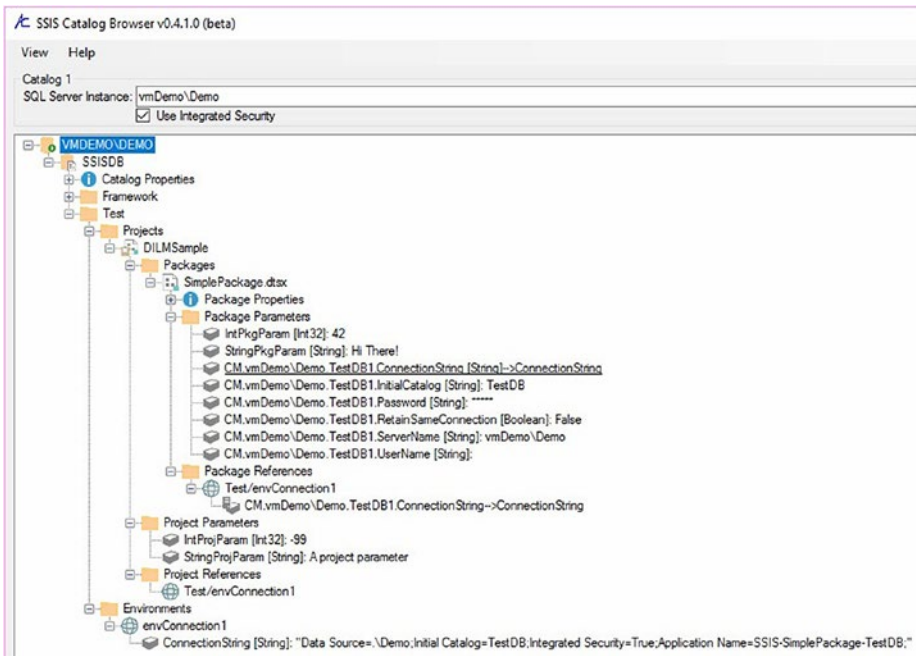 SSIS Catalog Browser v0.4.1.0 (beta)
View Help
Catalog 1
SQL Server Instance: vmDemo\Demo
Use Integrated Security
VMDEMO\DEMO
SSISDB
Catalog Properties
Framework
Test
Projects
DILMSample
Packages
SimplePackage.dtsx
Package Properties
Package Parameters
IntPkgParam [Int32]: 42
StringPkgParam [String]: Hi There!
CM.vmDemo\Demo.TestDB1.ConnectionString [String]-->ConnectionString
CM.vmDemo\Demo.TestDB1.InitialCatalog [String]: TestDB
CM.vmDemo\Demo.TestDB1.Password [String]: *****
CM.vmDemo\Demo.TestDB1.RetainSameConnection [Boolean]: False
CM.vmDemo\Demo.TestDB1.ServerName [String]: vmDemo\Demo
CM.vmDemo\Demo.TestDB1.UserName [String]:
Package References
Test/envConnection1
CM.vmDemo\Demo.TestDB1.ConnectionString-->ConnectionString
Project Parameters
IntProjParam [Int32]: -99
StringProjParam [String]: A project parameter
Project References
Test/envConnection1
Environments
envConnection1
ConnectionString [String]: "Data Source=.\Demo;Initial Catalog=TestDB;Integrated Security=True;Application Name=SSIS-SimplePackage-TestDB;"